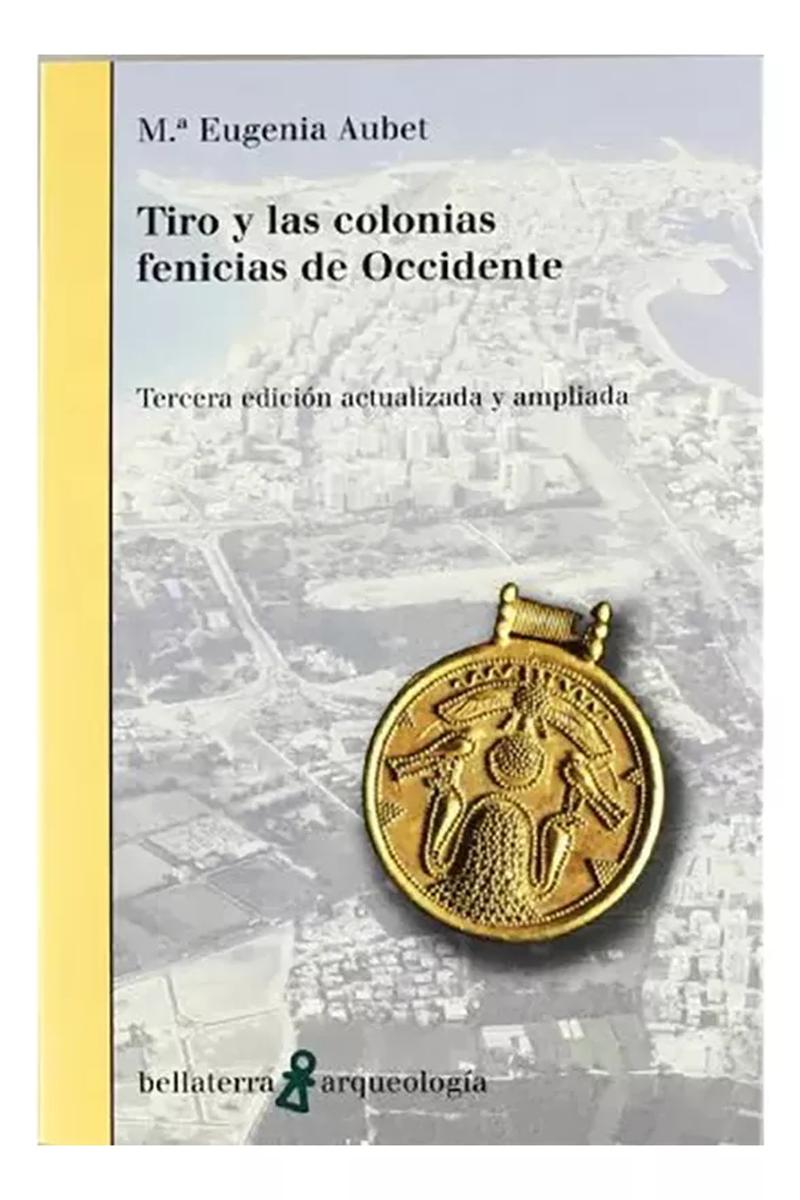 M.ª Eugenia Aubet
Tiro y las colonias
fenicias de Occidente
Tercera edición actualizada y ampliada
bellaterra arqueología